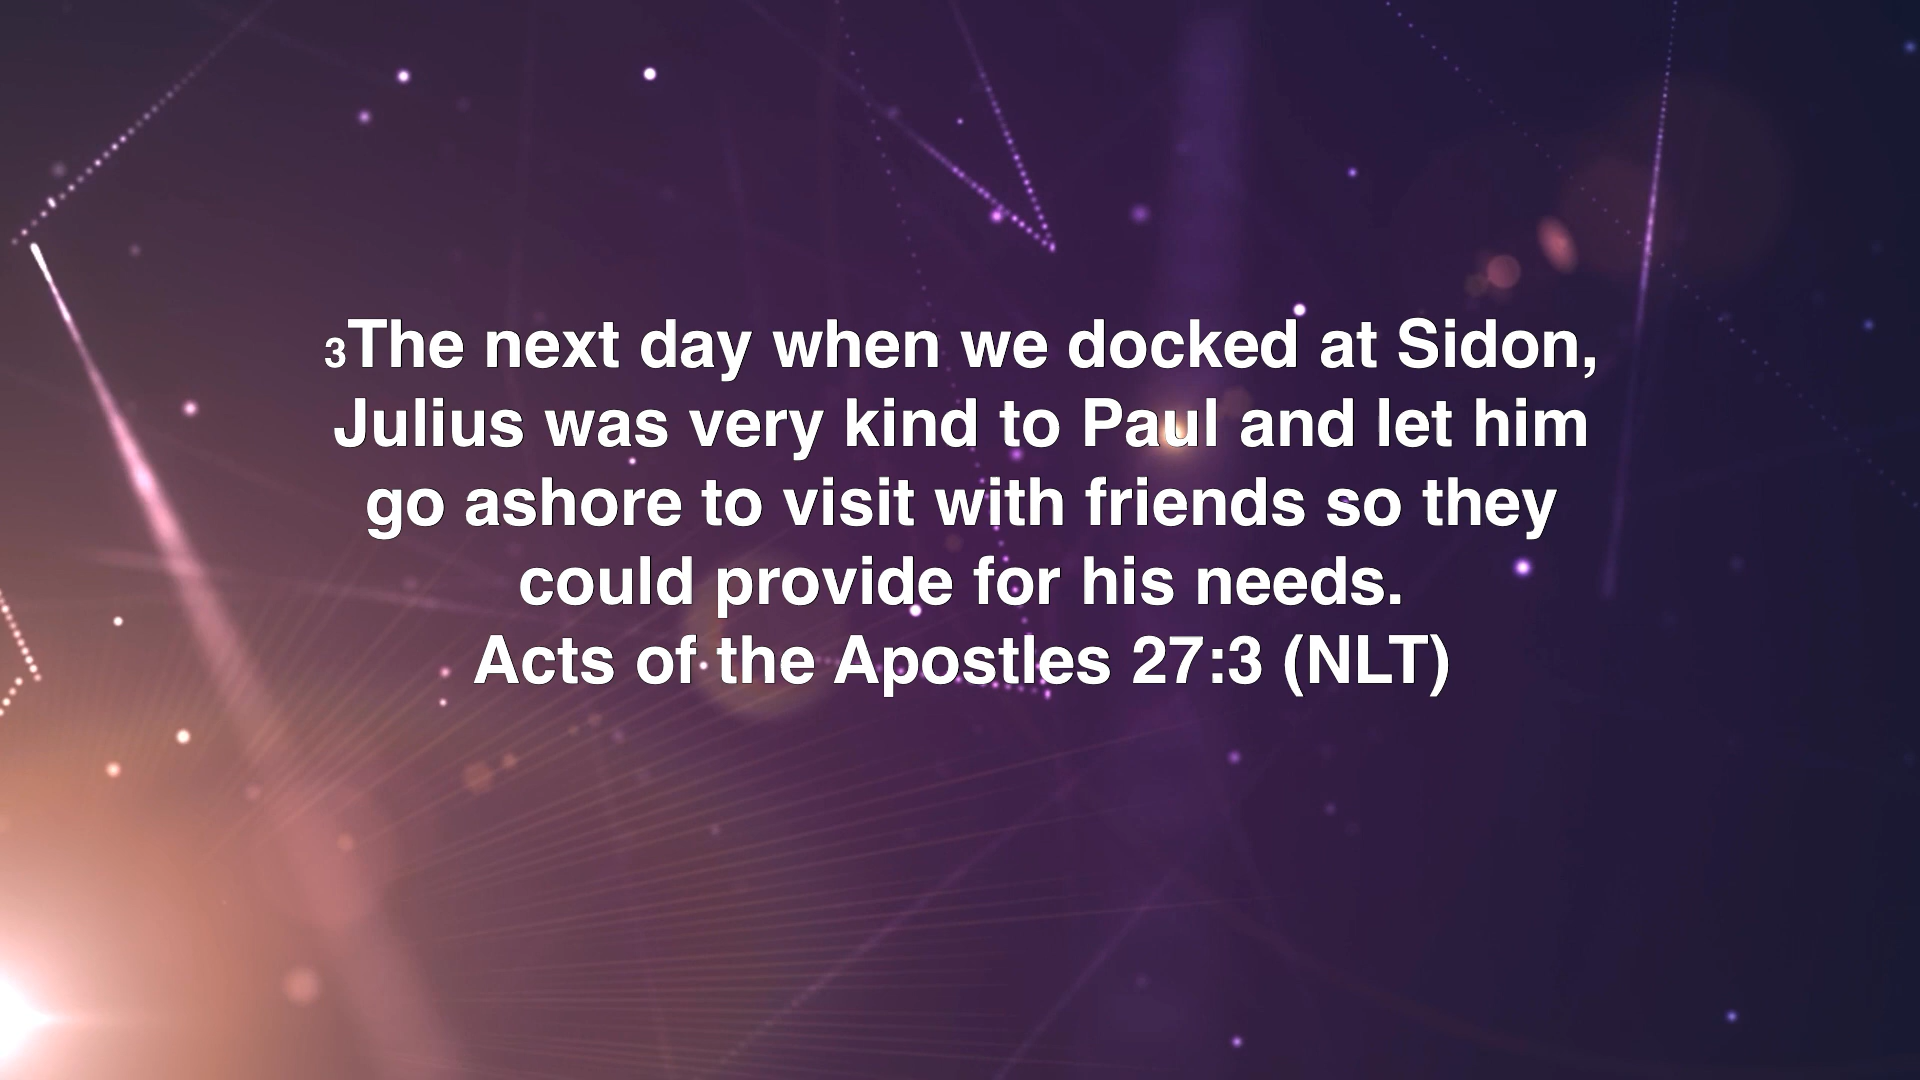 3The next day when we docked at Sidon,
Julius was very kind to Paul and let him
go ashore to visit with friends so they
could provide for his needs.
Acts of the Apostles 27:3 (NLT)